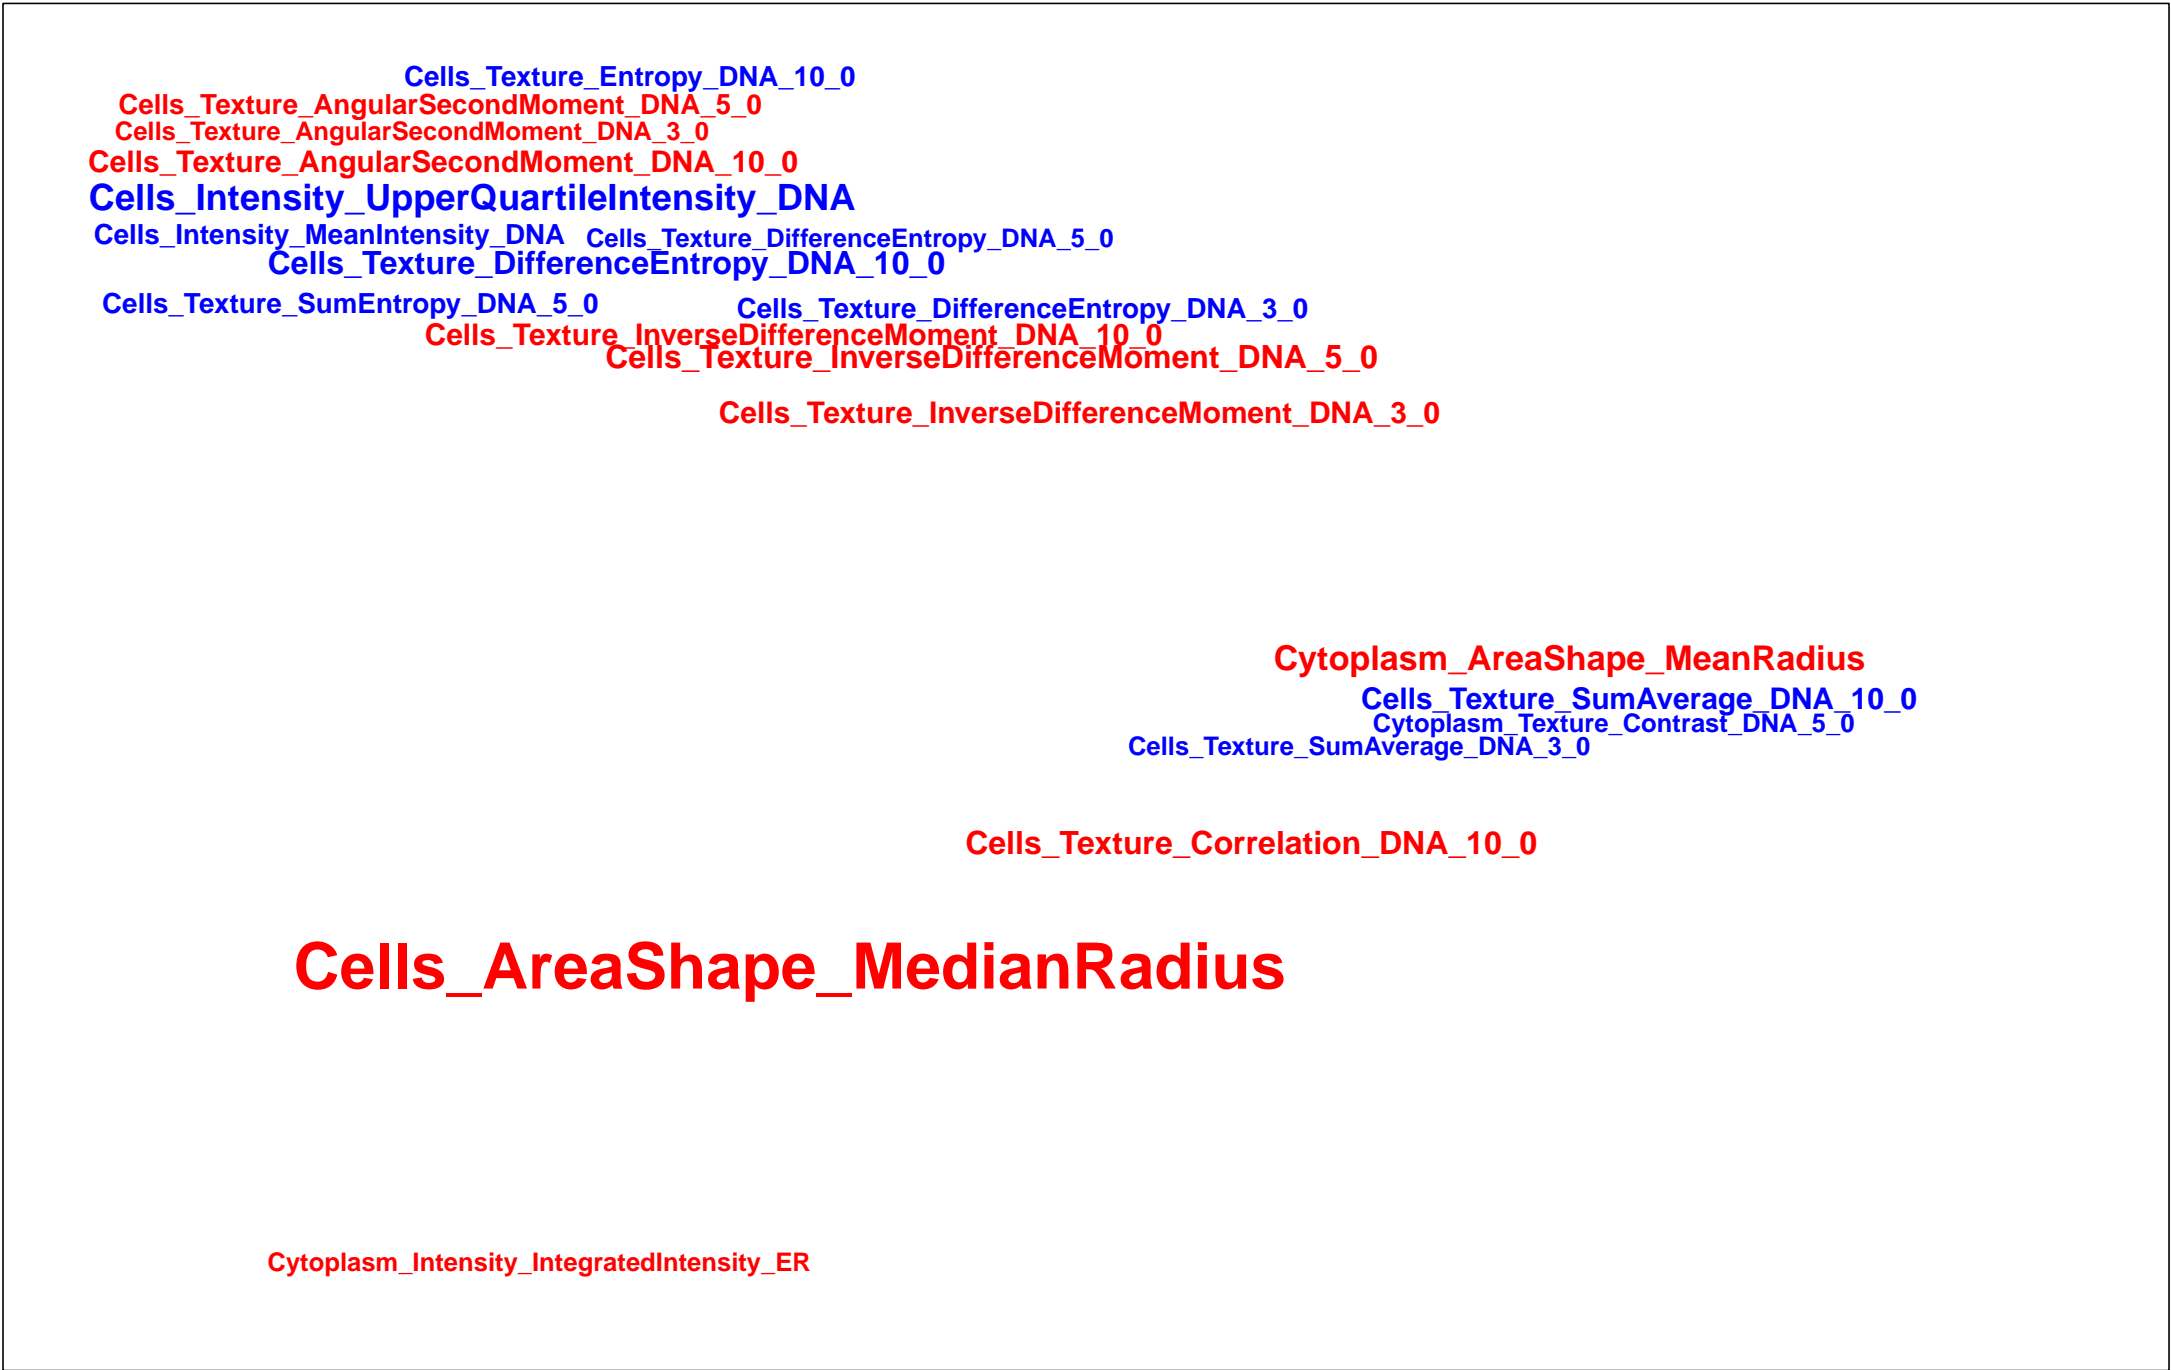 Cells_Texture_Entropy_DNA_10_0
Cells_Texture_AngularSecondMoment_DNA_5_0
Cells_Texture_AngularSecondMoment_DNA_3_0
Cells_Texture_AngularSecondMoment_DNA_10_0
Cells_Intensity_UpperQuartileIntensity_DNA
Cells_Intensity_MeanIntensity_DNA
Cells_Texture_DifferenceEntropy_DNA_5_0
Cells_Texture_DifferenceEntropy_DNA_10_0
Cells_Texture_SumEntropy_DNA_5_0
Cells_Texture_DifferenceEntropy_DNA_3_0
Cells_Texture_InverseDifferenceMoment_DNA_10_0
Cells_Texture_InverseDifferenceMoment_DNA_5_0
Cells_Texture_InverseDifferenceMoment_DNA_3_0
Cytoplasm_AreaShape_MeanRadius
Cells_Texture_SumAverage_DNA_10_0
Cytoplasm_Texture_Contrast_DNA_5_0
Cells_Texture_SumAverage_DNA_3_0
Cells_Texture_Correlation_DNA_10_0
Cells_AreaShape_MedianRadius
Cytoplasm_Intensity_IntegratedIntensity_ER